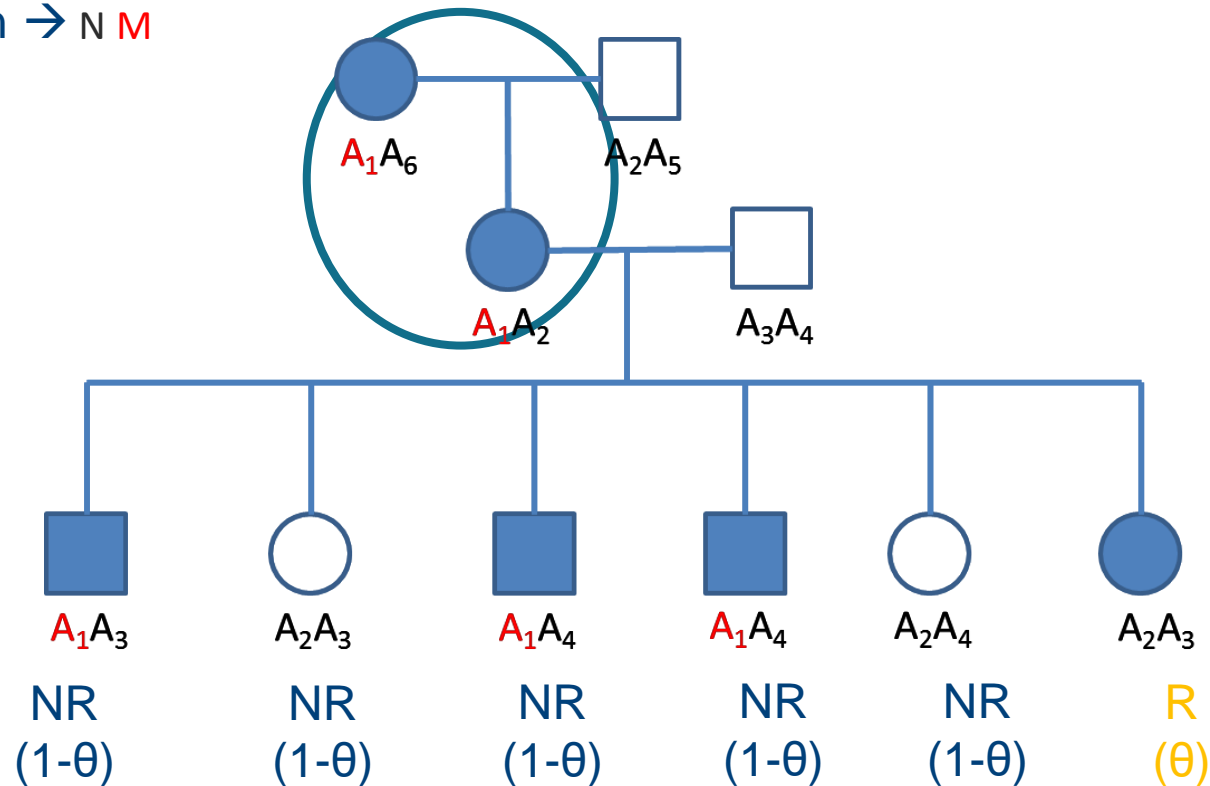 → N M
A₁A₆ A₂A₅
A₁A₂ A₃A₄
A₁A₃ A₂A₃ A₁A₄ A₁A₄ A₂A₄ A₂A₃
NR NR NR NR NR R
(1-θ) (1-θ) (1-θ) (1-θ) (1-θ) (θ)